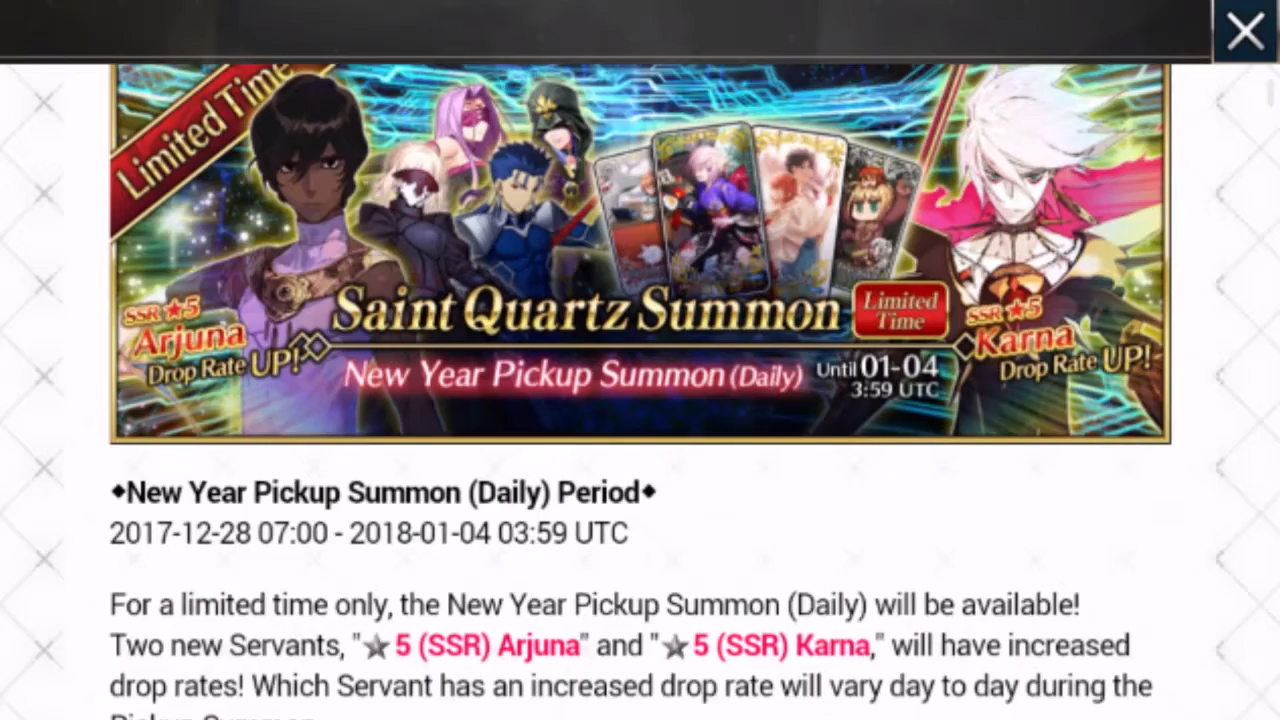 Limited Time
SSR ★5
Arjuna
Drop Rate UP!
Saint Quartz Summon
Limited
Time
New Year Pickup Summon (Daily)
Until 01-04
3:59 UTC
SSR ★5
Karna
Drop Rate UP!
◆New Year Pickup Summon (Daily) Period◆
2017-12-28 07:00 - 2018-01-04 03:59 UTC
For a limited time only, the New Year Pickup Summon (Daily) will be available!
Two new Servants, "★5 (SSR) Arjuna" and "★5 (SSR) Karna," will have increased
drop rates! Which Servant has an increased drop rate will vary day to day during the
Pickup Summon.